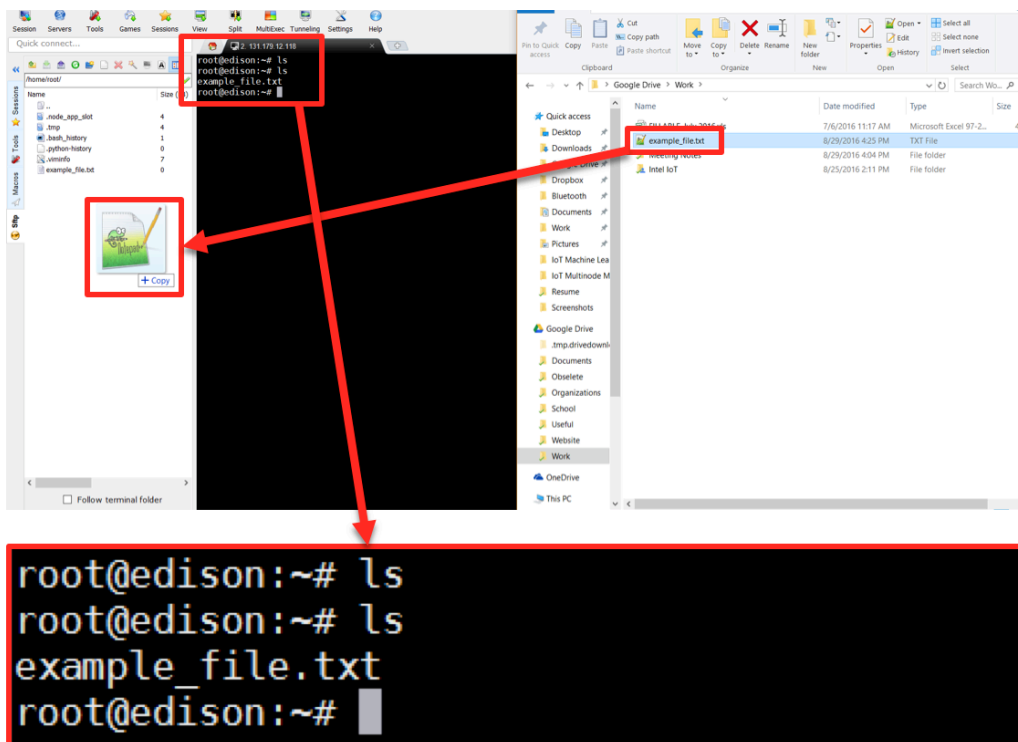 Session Servers Tools Games Sessions View Split MultiExec Tunneling Settings Help
Quick connect...
2. 131.179.12.118
/home/root/
Name Size
..
.node_app_slot 4
.tmp 4
.bash_history 1
.python-history 0
.viminfo 7
example_file.txt 0
Sessions
Tools
Macros
Sftp
+ Copy
Follow terminal folder
root@edison:~# ls
root@edison:~# ls
example_file.txt
root@edison:~#
Pin to Quick access
Copy
Paste
Cut
Copy path
Paste shortcut
Move to
Copy to
Delete
Rename
New folder
Properties
Open
Edit
History
Select all
Select none
Invert selection
Clipboard Organize New Open Select
Google Drive > Work >
Search Wo...
Name Date modified Type Size
7/6/2016 11:17 AM Microsoft Excel 97-2...
example_file.txt 8/29/2016 4:25 PM TXT File
Meeting Notes 8/29/2016 4:04 PM File folder
Intel IoT 8/25/2016 2:11 PM File folder
Quick access
Desktop
Downloads
Google Drive
Dropbox
Bluetooth
Documents
Work
Pictures
IoT Machine Lea
IoT Multinode M
Resume
Screenshots
Google Drive
.tmp.drivedownl
Documents
Obselete
Organizations
School
Useful
Website
Work
OneDrive
This PC
root@edison:~# ls
root@edison:~# ls
example_file.txt
root@edison:~#